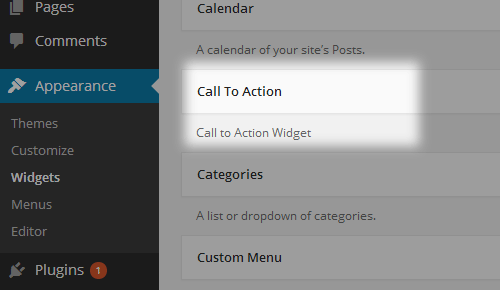 Pages
Comments
Appearance
Themes
Customize
Widgets
Menus
Editor
Plugins 1
Calendar
A calendar of your site's Posts.
Call To Action
Call to Action Widget
Categories
A list or dropdown of categories.
Custom Menu